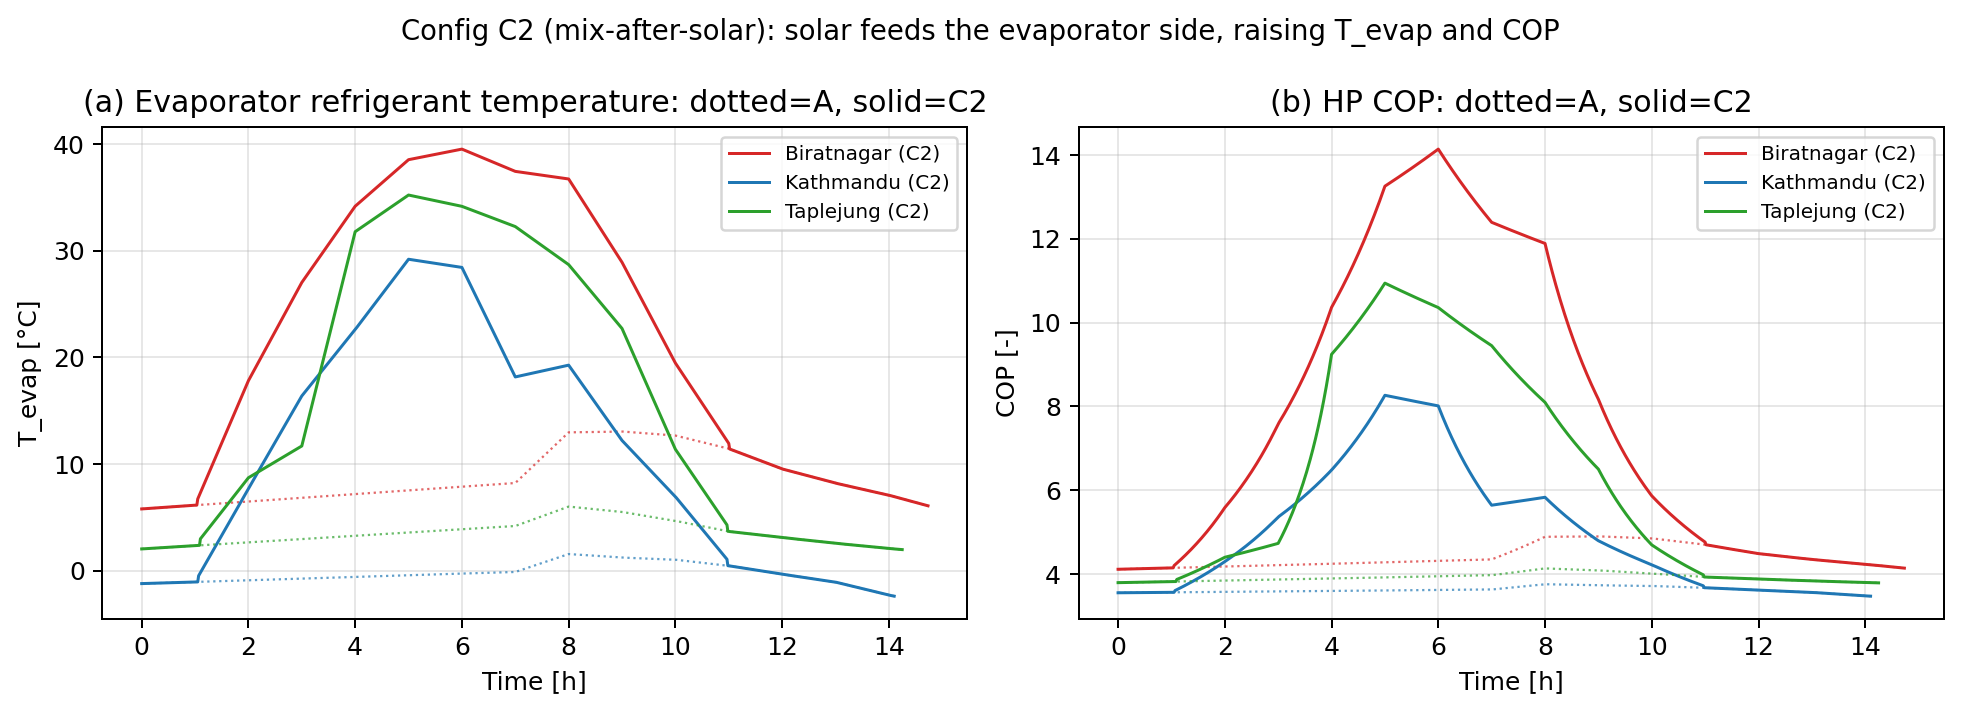 Config C2 (mix-after-solar): solar feeds the evaporator side, raising T_evap and COP
(a) Evaporator refrigerant temperature: dotted=A, solid=C2
T_evap [°C]
40
30
20
10
0
0 2 4 6 8 10 12 14
Time [h]
Biratnagar (C2)
Kathmandu (C2)
Taplejung (C2)
(b) HP COP: dotted=A, solid=C2
COP [-]
14
12
10
8
6
4
0 2 4 6 8 10 12 14
Time [h]
Biratnagar (C2)
Kathmandu (C2)
Taplejung (C2)